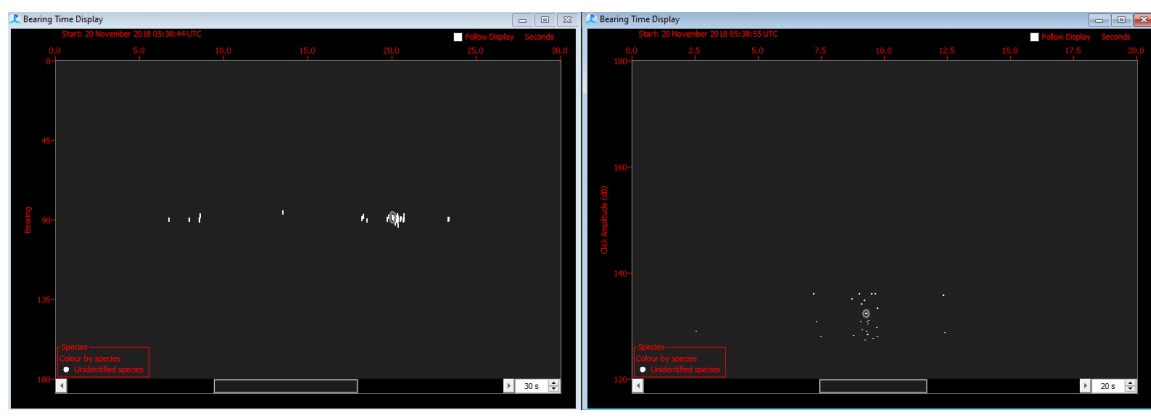 Bearing Time Display
Start: 20 November 2018 05:38:44 UTC
Follow Display Seconds
0.0 5.0 10.0 15.0 20.0 25.0 30.0
0
45
90
135
180
Bearing
Species
Colour by species
Unidentified species
30 s
Bearing Time Display
Start: 20 November 2018 05:38:55 UTC
Follow Display Seconds
0.0 2.5 5.0 7.5 10.0 12.5 15.0 17.5 20.0
180
160
140
120
Click Amplitude (dB)
Species
Colour by species
Unidentified species
20 s